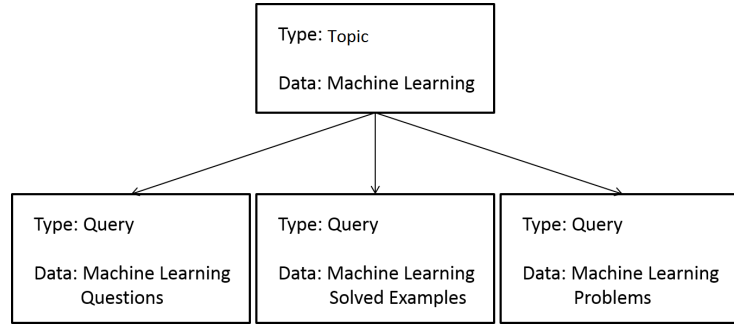 Type: Topic
Data: Machine Learning
Type: Query
Data: Machine Learning
Questions
Type: Query
Data: Machine Learning
Solved Examples
Type: Query
Data: Machine Learning
Problems